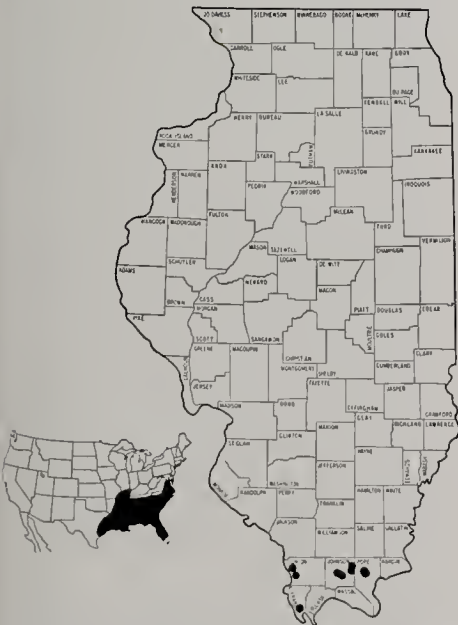 JO DAVIESS STEPHENSON WINNEBAGO BOONE McHENRY LAKE
CARROLL OGLE DE KALB KANE
WHITESIDE LEE DU PAGE
KENDALL WILL
HENRY BUREAU LA SALLE GRUNDY
ROCK ISLAND
MERCER KANKAKEE
STARK PUTNAM
HENDERSON WARREN KNOX MARSHALL LIVINGSTON
PEORIA WOODFORD IROQUOIS
HANCOCK McDONOUGH FULTON McLEAN FORD
MASON TAZEWELL VERMILION
ADAMS SCHUYLER LOGAN DE WITT CHAMPAIGN
BROWN CASS MENARD MACON
PIKE MORGAN PIATT DOUGLAS EDGAR
SCOTT SANGAMON MOULTRIE COLES
GREENE MACOUPIN CHRISTIAN CLARK
CALHOUN MONTGOMERY SHELBY CUMBERLAND
JERSEY FAYETTE JASPER
MADISON BOND EFFINGHAM CRAWFORD
CLAY RICHLAND LAWRENCE
ST CLAIR CLINTON MARION
WAYNE EDWARDS WABASH
MONROE WASHINGTON JEFFERSON
RANDOLPH PERRY HAMILTON WHITE
FRANKLIN
JACKSON WILLIAMSON SALINE GALLATIN
JOHNSON POPE HARDIN
PULASKI